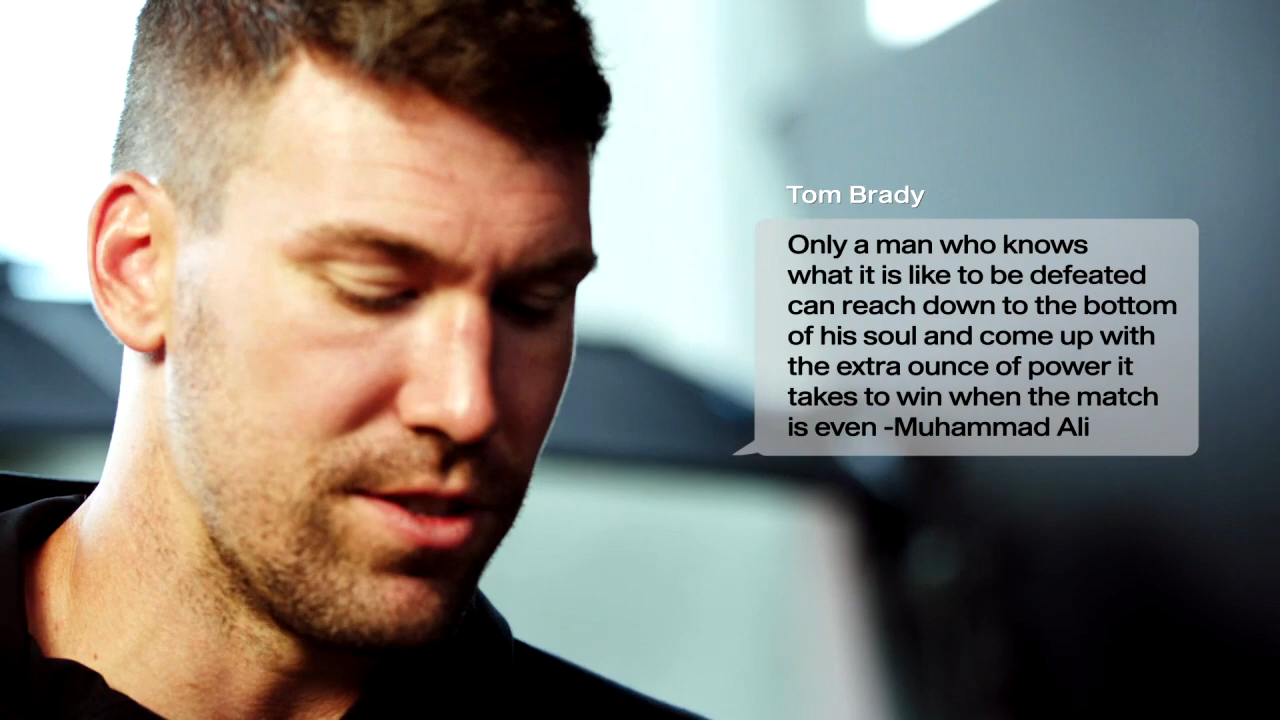 Tom Brady
Only a man who knows
what it is like to be defeated
can reach down to the bottom
of his soul and come up with
the extra ounce of power it
takes to win when the match
is even -Muhammad Ali